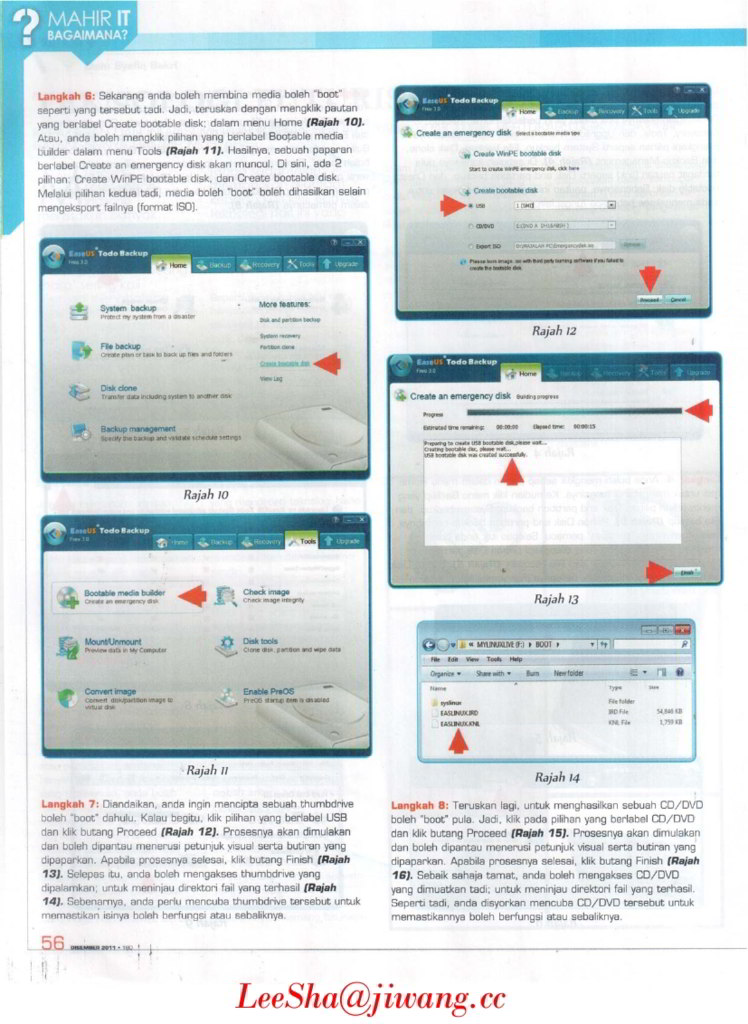 ?
MAHIR IT
BAGAIMANA?
Langkah 6: Sekarang anda boleh membina media boleh "boot"
seperti yang tersebut tadi. Jadi, teruskan dengan mengklik pautan
yang berlabel Create bootable disk; dalam menu Home (Rajah 10).
Atau, anda boleh mengklik pilihan yang berlabel Bootable media
builder dalam menu Tools (Rajah 11). Hasilnya, sebuah paparan
berlabel Create an emergency disk akan muncul. Di sini, ada 2
pilihan: Create WinPE bootable disk, dan Create bootable disk.
Melalui pilihan kedua tadi, media boleh "boot" boleh dihasilkan selain
mengeksport failnya (format ISO).
EaseUS Todo Backup
Free 3.0
Home
Backup
Recovery
Tools
Upgrade
System backup
Protect my system from a disaster
File backup
Create plan or task to back up files and folders
Disk clone
Transfer data including system to another disk
Backup management
Specify the backup and validate schedule settings
More features:
Disk and partition backup
System recovery
Partition clone
Create bootable disk
View Log
Rajah 10
EaseUS Todo Backup
Free 3.0
Home
Backup
Recovery
Tools
Upgrade
Bootable media builder
Create an emergency disk
Check image
Check image integrity
Mount/Unmount
Preview data in My Computer
Disk tools
Clone disk, partition and wipe data
Convert image
Convert disk/partition image to
virtual disk
Enable PreOS
PreOS startup item is disabled
Rajah 11
Langkah 7: Diandaikan, anda ingin mencipta sebuah thumbdrive
boleh "boot" dahulu. Kalau begitu, klik pilihan yang berlabel USB
dan klik butang Proceed (Rajah 12). Prosesnya akan dimulakan
dan boleh dipantau menerusi petunjuk visual serta butiran yang
dipaparkan. Apabila prosesnya selesai, klik butang Finish (Rajah
13). Selepas itu, anda boleh mengakses thumbdrive yang
dipalamkan; untuk meninjau direktori fail yang terhasil (Rajah
14). Sebenarnya, anda perlu mencuba thumbdrive tersebut untuk
memastikan isinya boleh berfungsi atau sebaliknya.
EaseUS Todo Backup
Free 3.0
Home
Backup
Recovery
Tools
Upgrade
Create an emergency disk Select a bootable media type
Create WinPE bootable disk
Start to create WinPE emergency disk, click here
Create bootable disk
USB
CD/DVD
Export ISO
Please burn image .iso with third party burning software if you failed to
create the bootable disk.
Proceed
Cancel
Rajah 12
EaseUS Todo Backup
Free 3.0
Home
Backup
Recovery
Tools
Upgrade
Create an emergency disk Building progress
Progress
Estimated time remaining: 00:00:00 Elapsed time: 00:00:15
Preparing to create USB bootable disk,please wait...
Creating bootable disk, please wait...
USB bootable disk was created successfully.
Finish
Rajah 13
« MYLINUXLIVE (F:) ▸ BOOT ▸
File Edit View Tools Help
Organize Share with Burn New folder
Name Type Size
syslinux File folder
EASLINUX.IRD IRD File 54,846 KB
EASLINUX.KNL KNL File 1,759 KB
Rajah 14
Langkah 8: Teruskan lagi, untuk menghasilkan sebuah CD/DVD
boleh "boot" pula. Jadi, klik pada pilihan yang berlabel CD/DVD
dan klik butang Proceed (Rajah 15). Prosesnya akan dimulakan
dan boleh dipantau menerusi petunjuk visual serta butiran yang
dipaparkan. Apabila prosesnya selesai, klik butang Finish (Rajah
16). Sebaik sahaja tamat, anda boleh mengakses CD/DVD
yang dimuatkan tadi; untuk meninjau direktori fail yang terhasil.
Seperti tadi, anda disyorkan mencuba CD/DVD tersebut untuk
memastikannya boleh berfungsi atau sebaliknya.
56 DISEMBER 2011 • 180
LeeSha@jiwang.cc